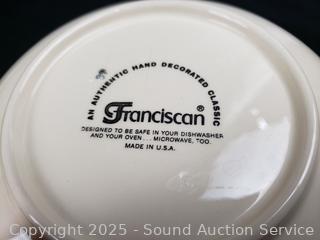 AN AUTHENTIC HAND DECORATED CLASSIC
Franciscan®
DESIGNED TO BE SAFE IN YOUR DISHWASHER
AND YOUR OVEN... MICROWAVE, TOO.
MADE IN U.S.A.
Copyright © 2025 - Sound Auction Service